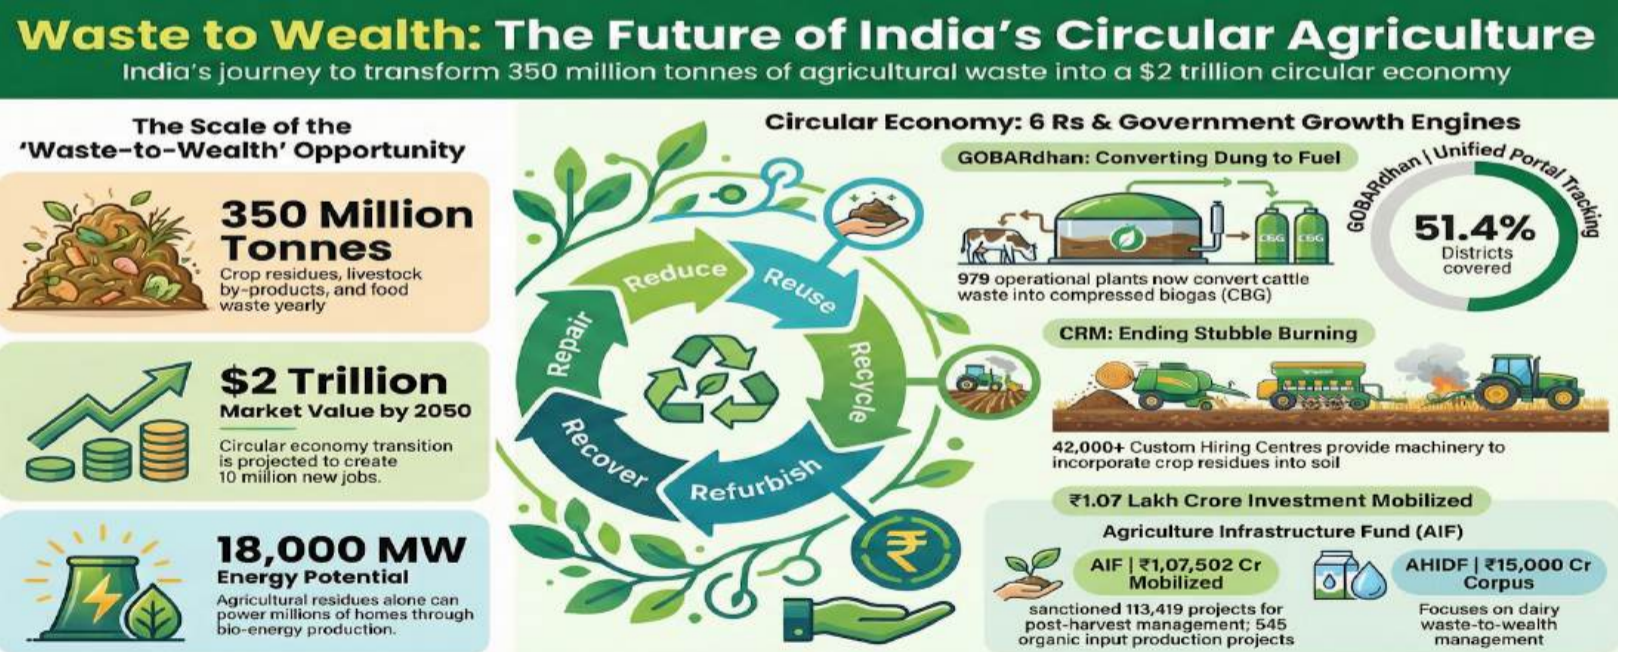 Waste to Wealth: The Future of India's Circular Agriculture
India's journey to transform 350 million tonnes of agricultural waste into a $2 trillion circular economy
The Scale of the
'Waste-to-Wealth' Opportunity
350 Million
Tonnes
Crop residues, livestock
by-products, and food
waste yearly
$2 Trillion
Market Value by 2050
Circular economy transition
is projected to create
10 million new jobs.
18,000 MW
Energy Potential
Agricultural residues alone can
power millions of homes through
bio-energy production.
Circular Economy: 6 Rs & Government Growth Engines
Reduce
Reuse
Recycle
Refurbish
Recover
Repair
₹
GOBARdhan: Converting Dung to Fuel
CBG CBG
979 operational plants now convert cattle
waste into compressed biogas (CBG)
GOBARdhan | Unified Portal Tracking
51.4%
Districts
covered
CRM: Ending Stubble Burning
42,000+ Custom Hiring Centres provide machinery to
incorporate crop residues into soil
₹1.07 Lakh Crore Investment Mobilized
Agriculture Infrastructure Fund (AIF)
AIF | ₹1,07,502 Cr
Mobilized
sanctioned 113,419 projects for
post-harvest management; 545
organic input production projects
AHIDF | ₹15,000 Cr
Corpus
Focuses on dairy
waste-to-wealth
management